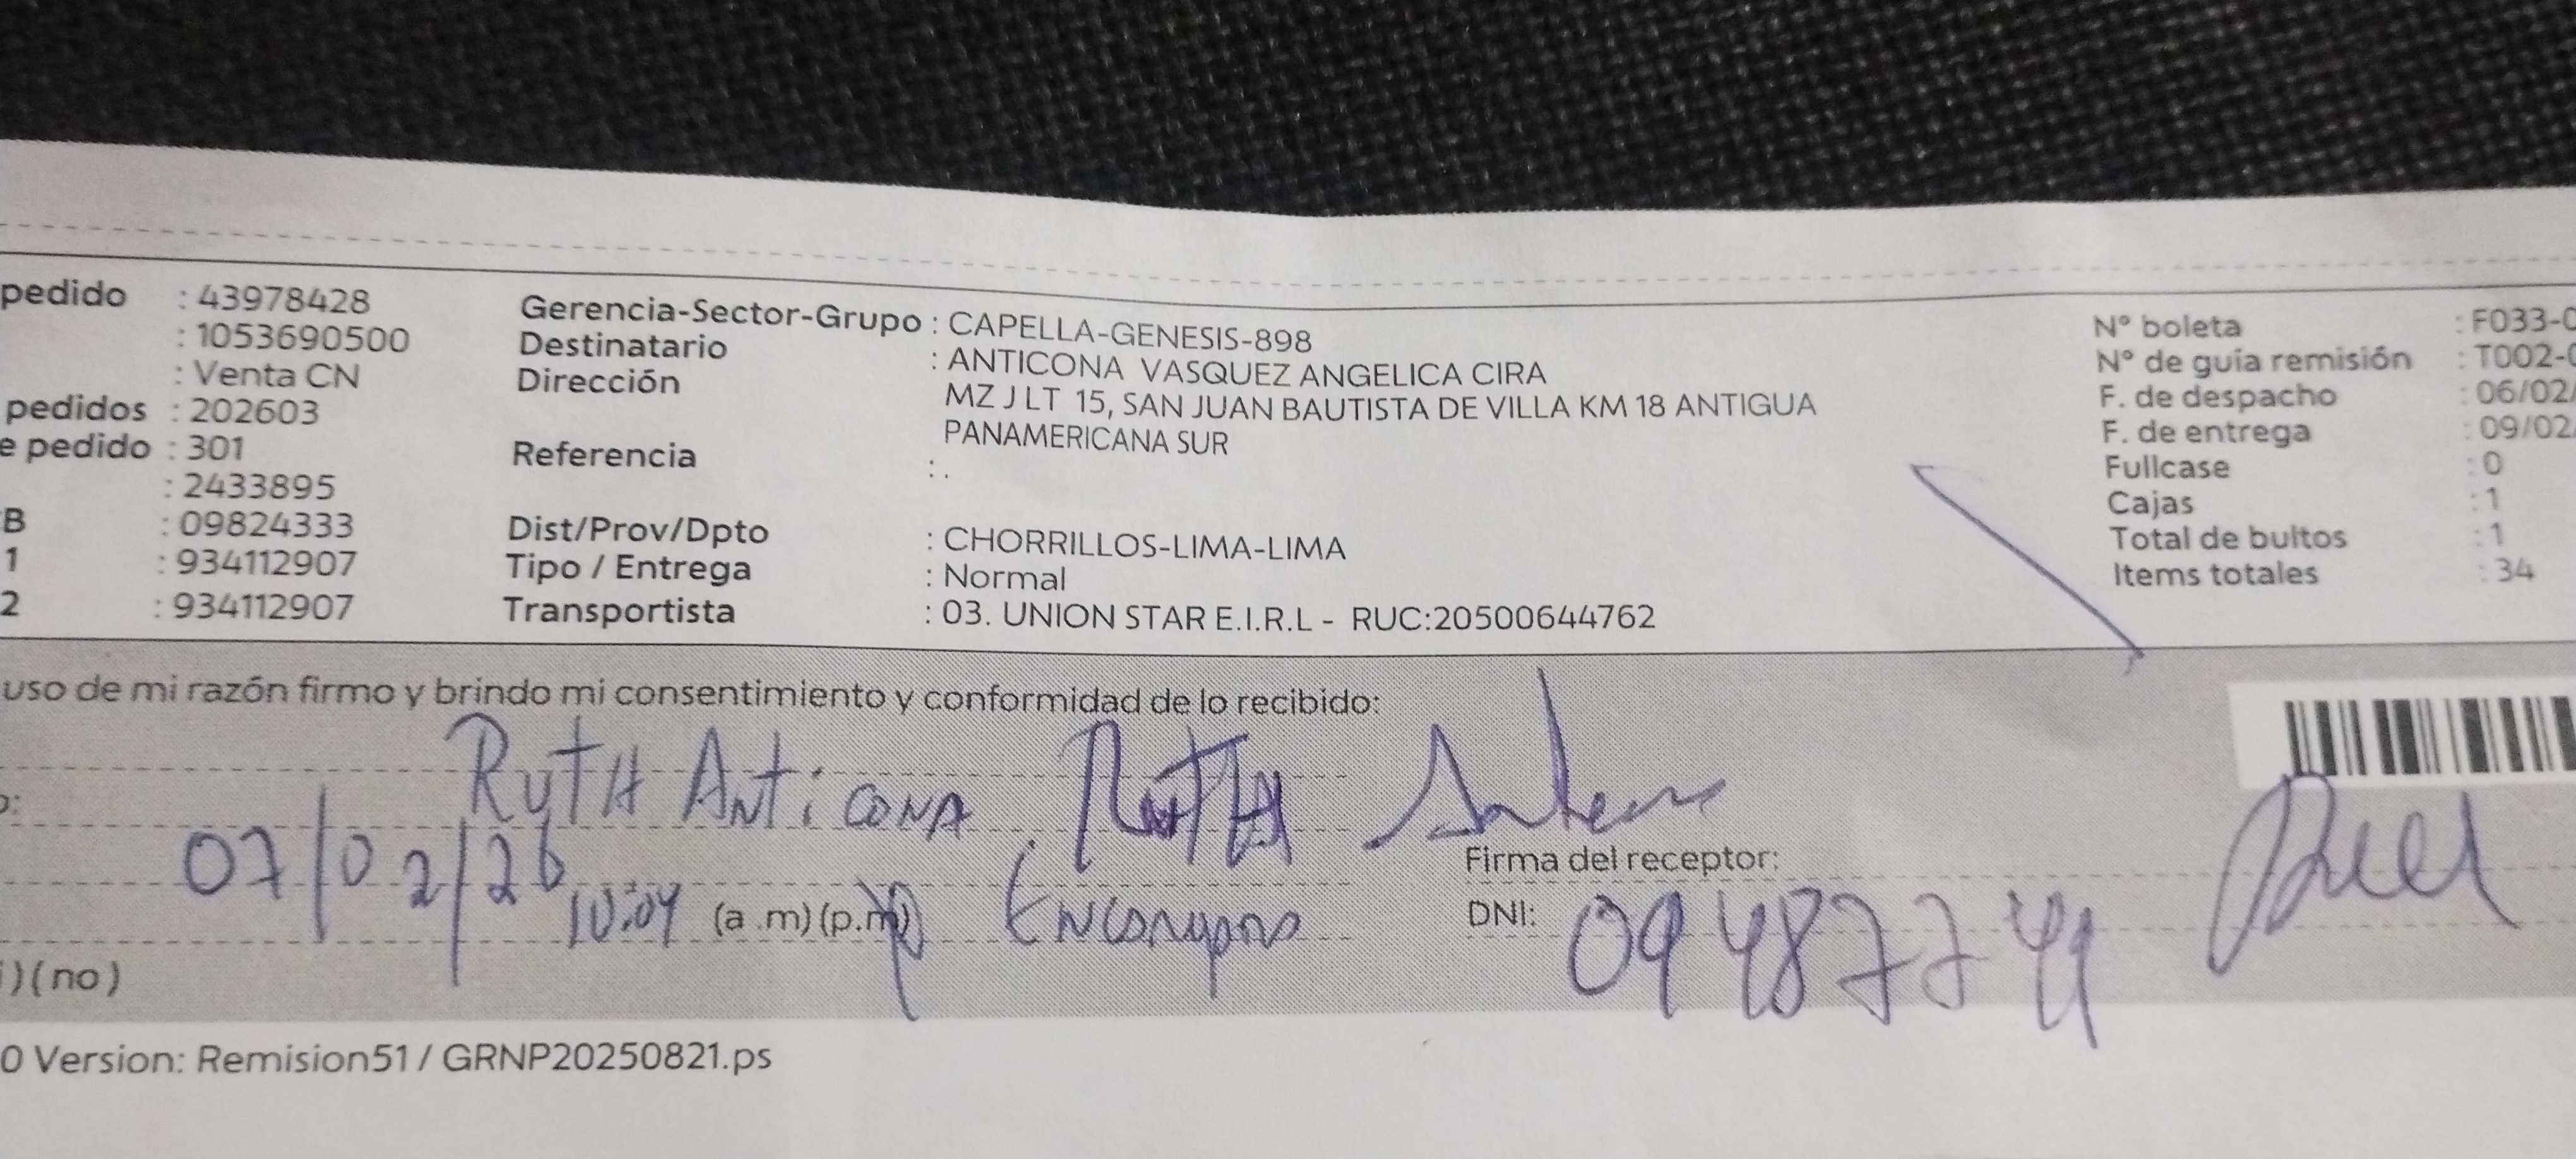 pedido : 43978428
: 1053690500
: Venta CN
pedidos : 202603
e pedido : 301
: 2433895
B : 09824333
1 : 934112907
2 : 934112907
Gerencia-Sector-Grupo : CAPELLA-GENESIS-898
Destinatario : ANTICONA VASQUEZ ANGELICA CIRA
Dirección MZ J LT 15, SAN JUAN BAUTISTA DE VILLA KM 18 ANTIGUA
PANAMERICANA SUR
Referencia : .
Dist/Prov/Dpto : CHORRILLOS-LIMA-LIMA
Tipo / Entrega : Normal
Transportista : 03. UNION STAR E.I.R.L - RUC:20500644762
N° boleta : F033-0
N° de guia remisión : T002-0
F. de despacho : 06/02/
F. de entrega : 09/02
Fullcase : 0
Cajas : 1
Total de bultos : 1
Items totales : 34
uso de mi razón firmo y brindo mi consentimiento y conformidad de lo recibido:
RUTH ANTiCONA RUTH
07/02/26
10:04 (a .m) (p.m)
Firma del receptor:
DNI:
) ( no )
0 Version: Remision51 / GRNP20250821.ps